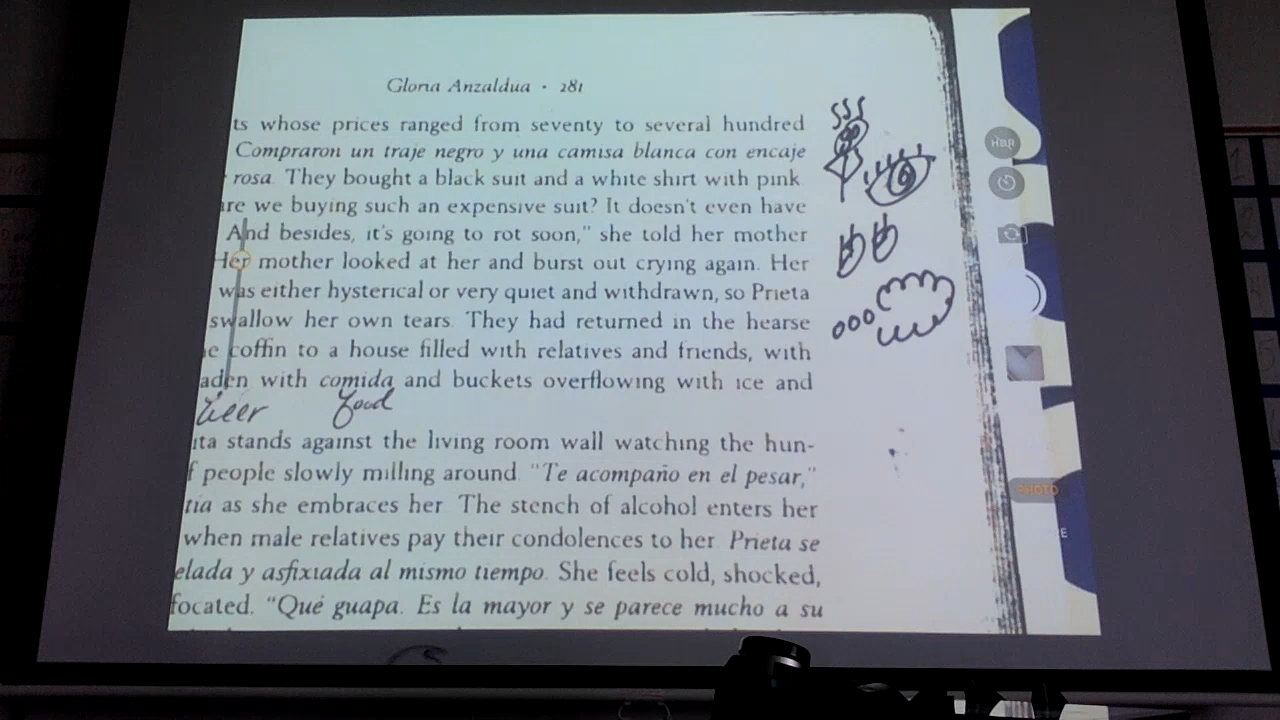 Gloria Anzaldua · 281
ts whose prices ranged from seventy to several hundred
Compraron un traje negro y una camisa blanca con encaje
rosa. They bought a black suit and a white shirt with pink
are we buying such an expensive suit? It doesn't even have
And besides, it's going to rot soon," she told her mother
Her mother looked at her and burst out crying again. Her
was either hysterical or very quiet and withdrawn, so Prieta
swallow her own tears. They had returned in the hearse
e coffin to a house filled with relatives and friends, with
aden with comida and buckets overflowing with ice and
beer food
ita stands against the living room wall watching the hun-
f people slowly milling around. "Te acompaño en el pesar,"
tía as she embraces her. The stench of alcohol enters her
when male relatives pay their condolences to her. Prieta se
elada y asfixiada al mismo tiempo. She feels cold, shocked,
focated. "Qué guapa. Es la mayor y se parece mucho a su
HDR
PHOTO